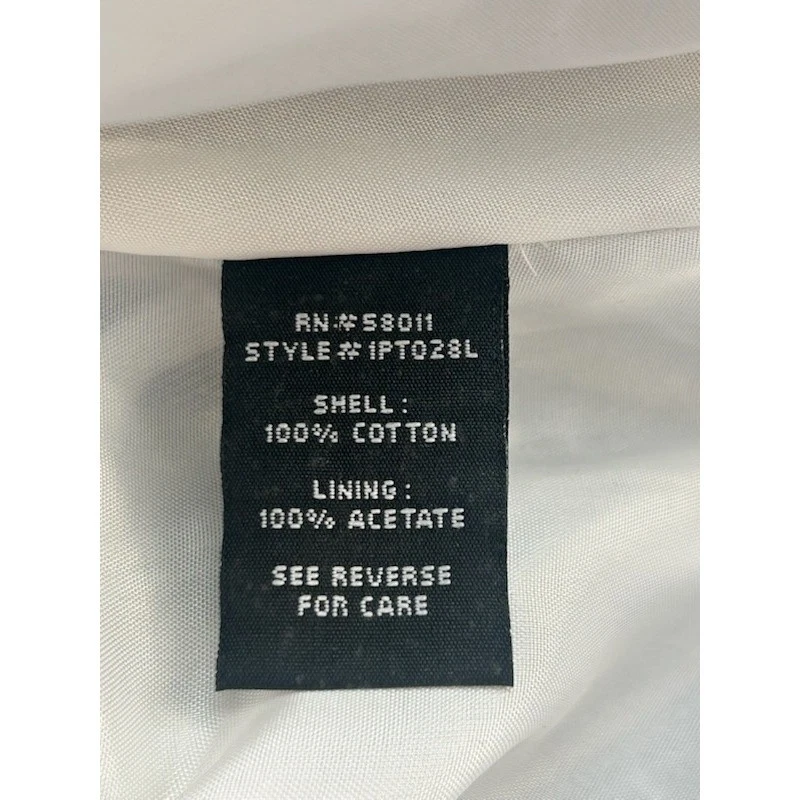 RN#58011
STYLE#1PT028L
SHELL:
100% COTTON
LINING:
100% ACETATE
SEE REVERSE
FOR CARE